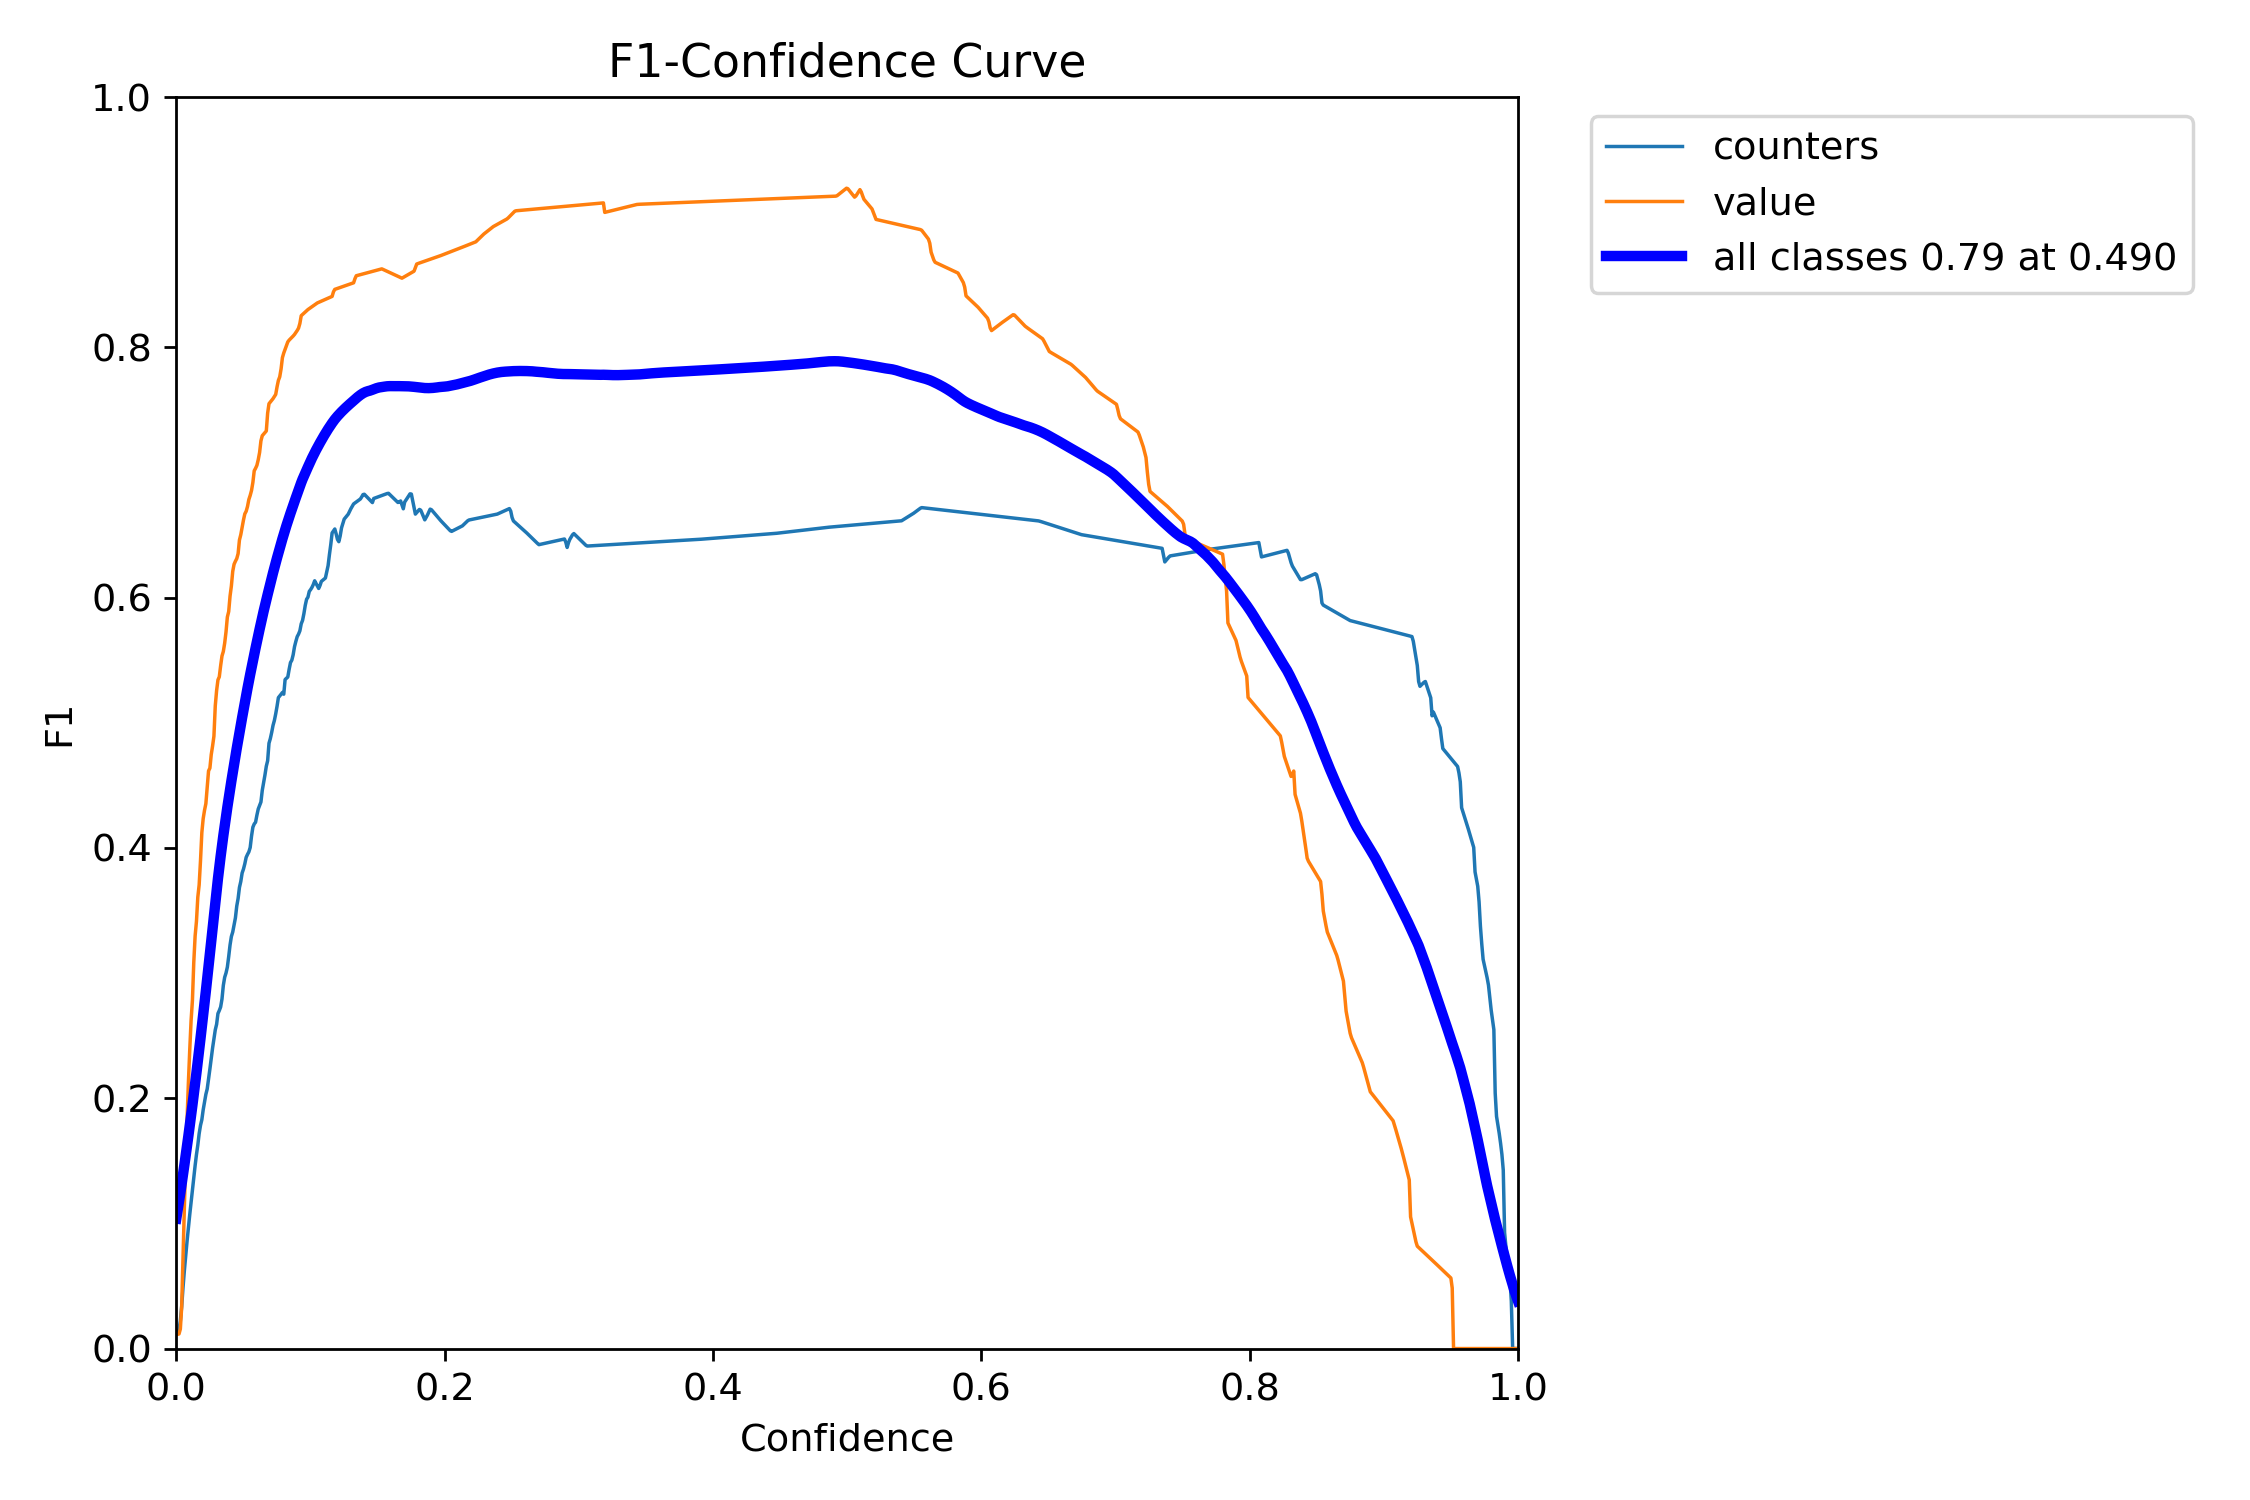 F1-Confidence Curve
counters
value
all classes 0.79 at 0.490
F1
1.0
0.8
0.6
0.4
0.2
0.0
0.0 0.2 0.4 0.6 0.8 1.0
Confidence